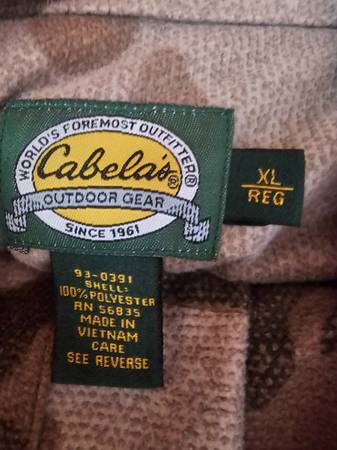 WORLD'S FOREMOST OUTFITTER®
Cabela's®
OUTDOOR GEAR
SINCE 1961
XL
REG
93-0391
SHELL:
100% POLYESTER
RN 56835
MADE IN
VIETNAM
CARE
SEE REVERSE